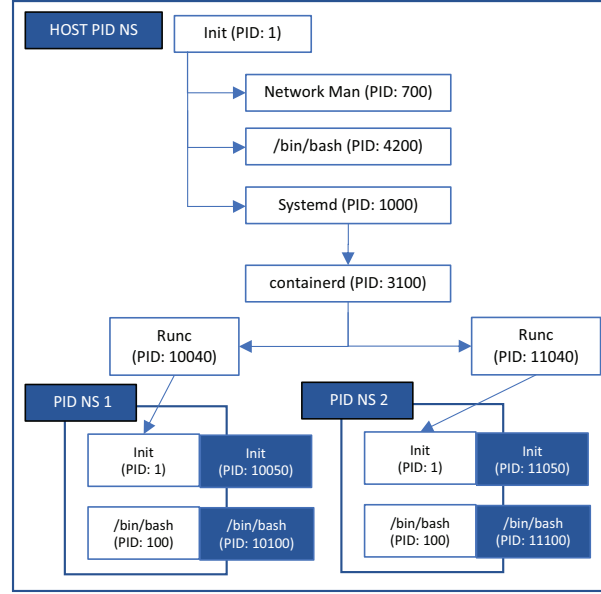 HOST PID NS
Init (PID: 1)
Network Man (PID: 700)
/bin/bash (PID: 4200)
Systemd (PID: 1000)
containerd (PID: 3100)
Runc
(PID: 10040)
Runc
(PID: 11040)
PID NS 1
PID NS 2
Init
(PID: 1)
Init
(PID: 10050)
Init
(PID: 1)
Init
(PID: 11050)
/bin/bash
(PID: 100)
/bin/bash
(PID: 10100)
/bin/bash
(PID: 100)
/bin/bash
(PID: 11100)